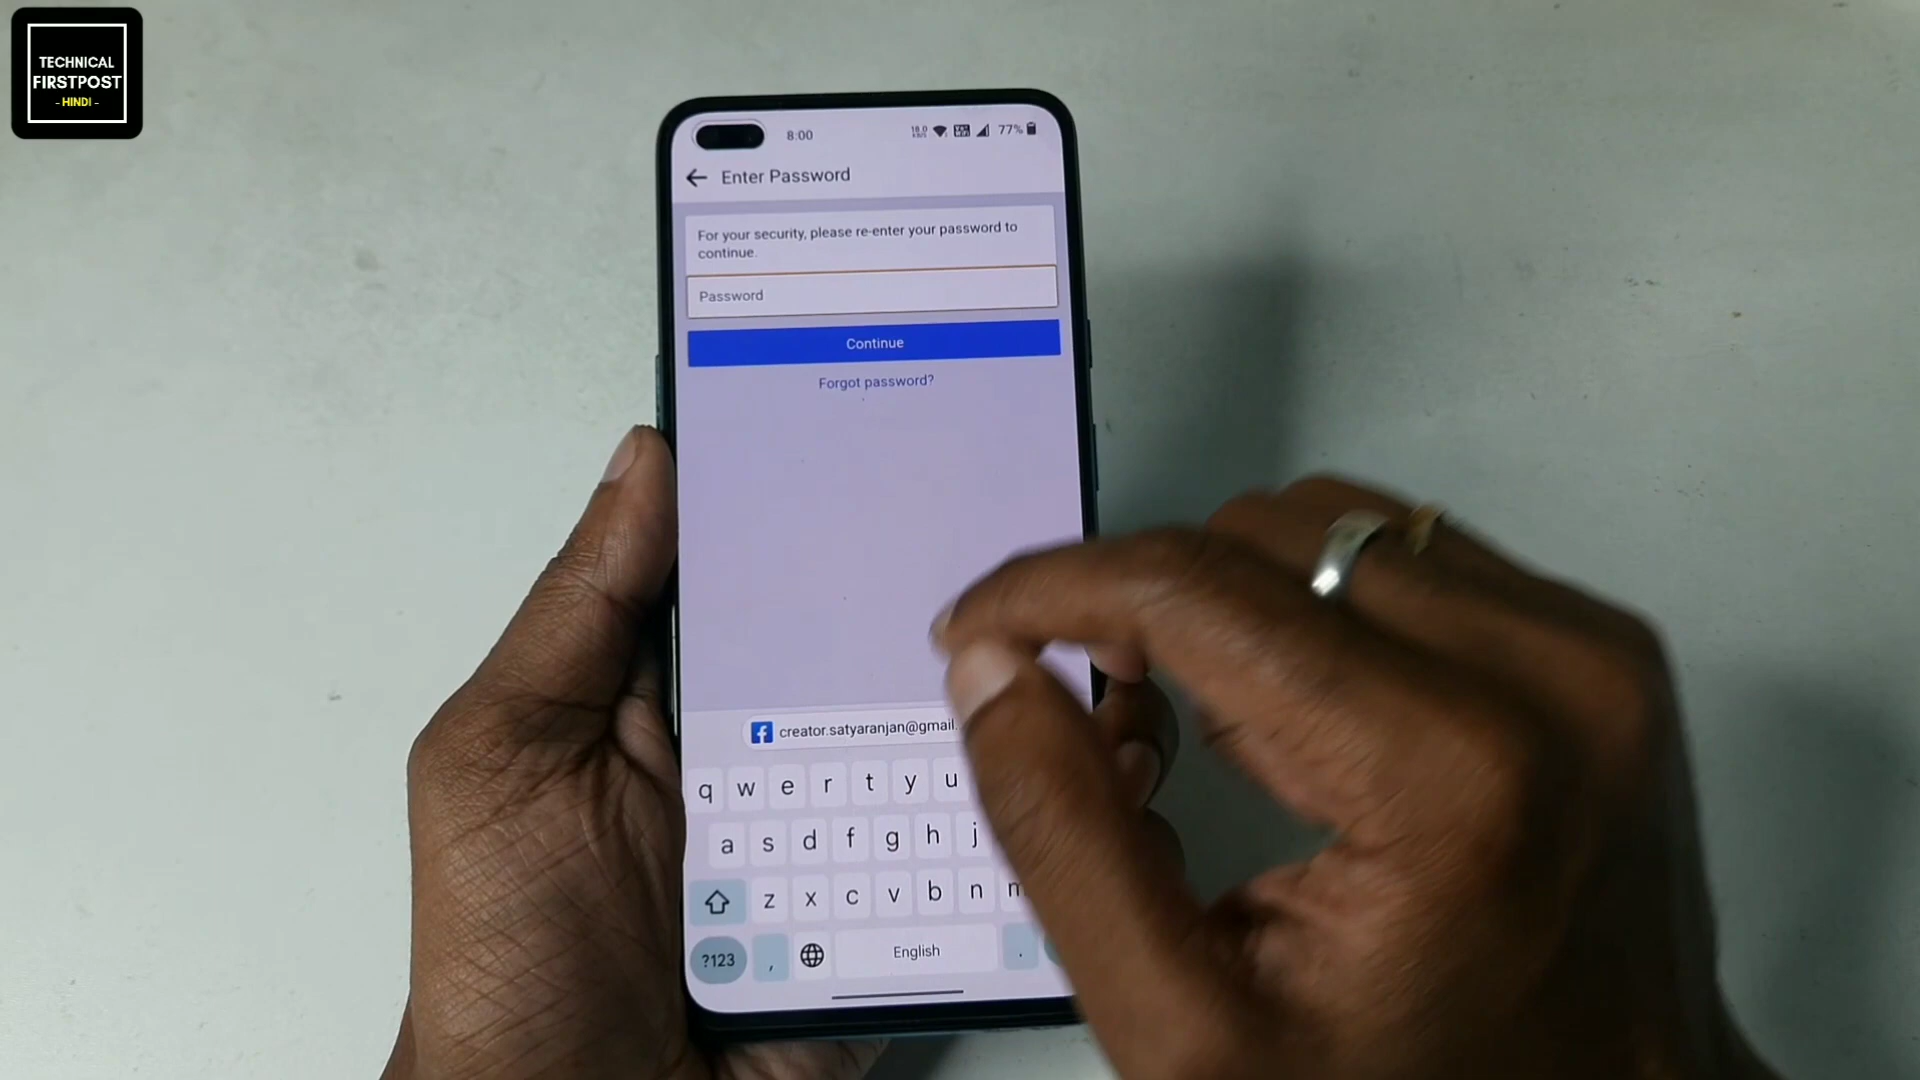 TECHNICAL
FIRSTPOST
- HINDI -
8:00
77%
Enter Password
For your security, please re-enter your password to
continue.
Password
Continue
Forgot password?
creator.satyaranjan@gmail.
q w e r t y u
a s d f g h j
z x c v b n m
?123 , English .